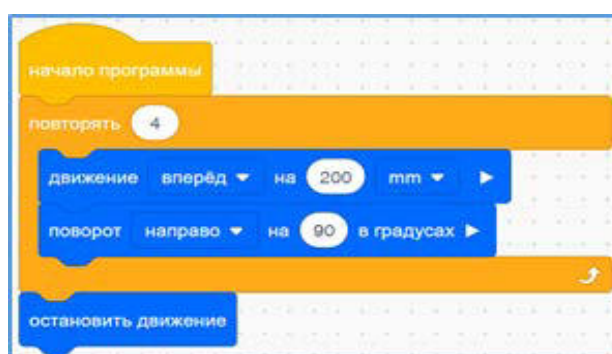 начало программы
повторять 4
движение вперёд на 200 mm
поворот направо на 90 в градусах
остановить движение